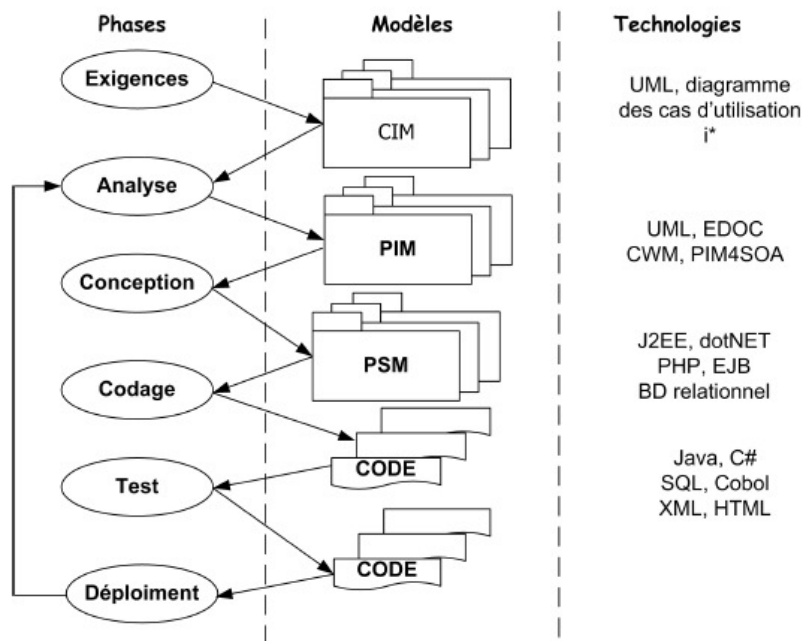 Phases
Modèles
Technologies
Exigences
CIM
UML, diagramme
des cas d'utilisation
i*
Analyse
PIM
UML, EDOC
CWM, PIM4SOA
Conception
PSM
J2EE, dotNET
PHP, EJB
BD relationnel
Codage
CODE
Java, C#
SQL, Cobol
XML, HTML
Test
CODE
Déploiment